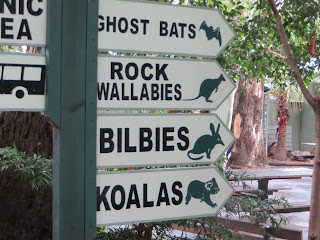 NIC
EA
GHOST BATS
ROCK
WALLABIES
BILBIES
KOALAS